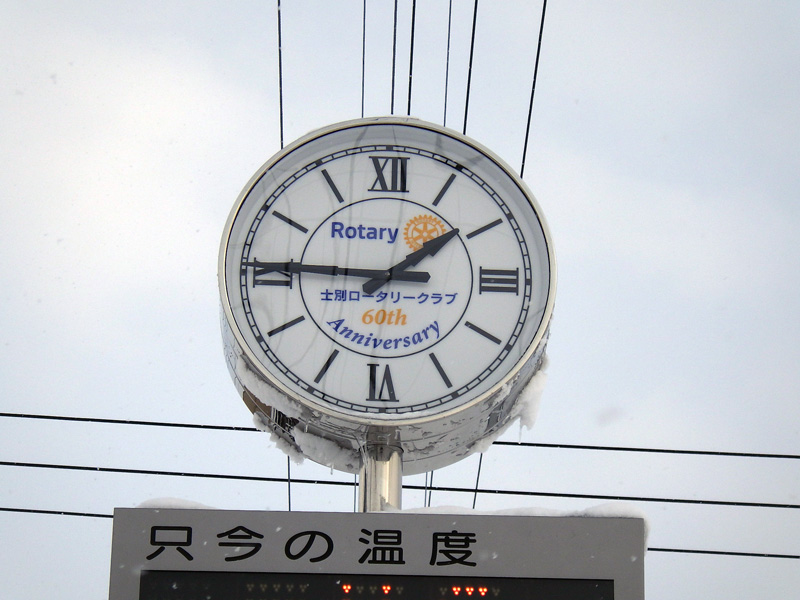 XII
Rotary
IX
III
士別ロータリークラブ
60th
Anniversary
VI
只今の温度